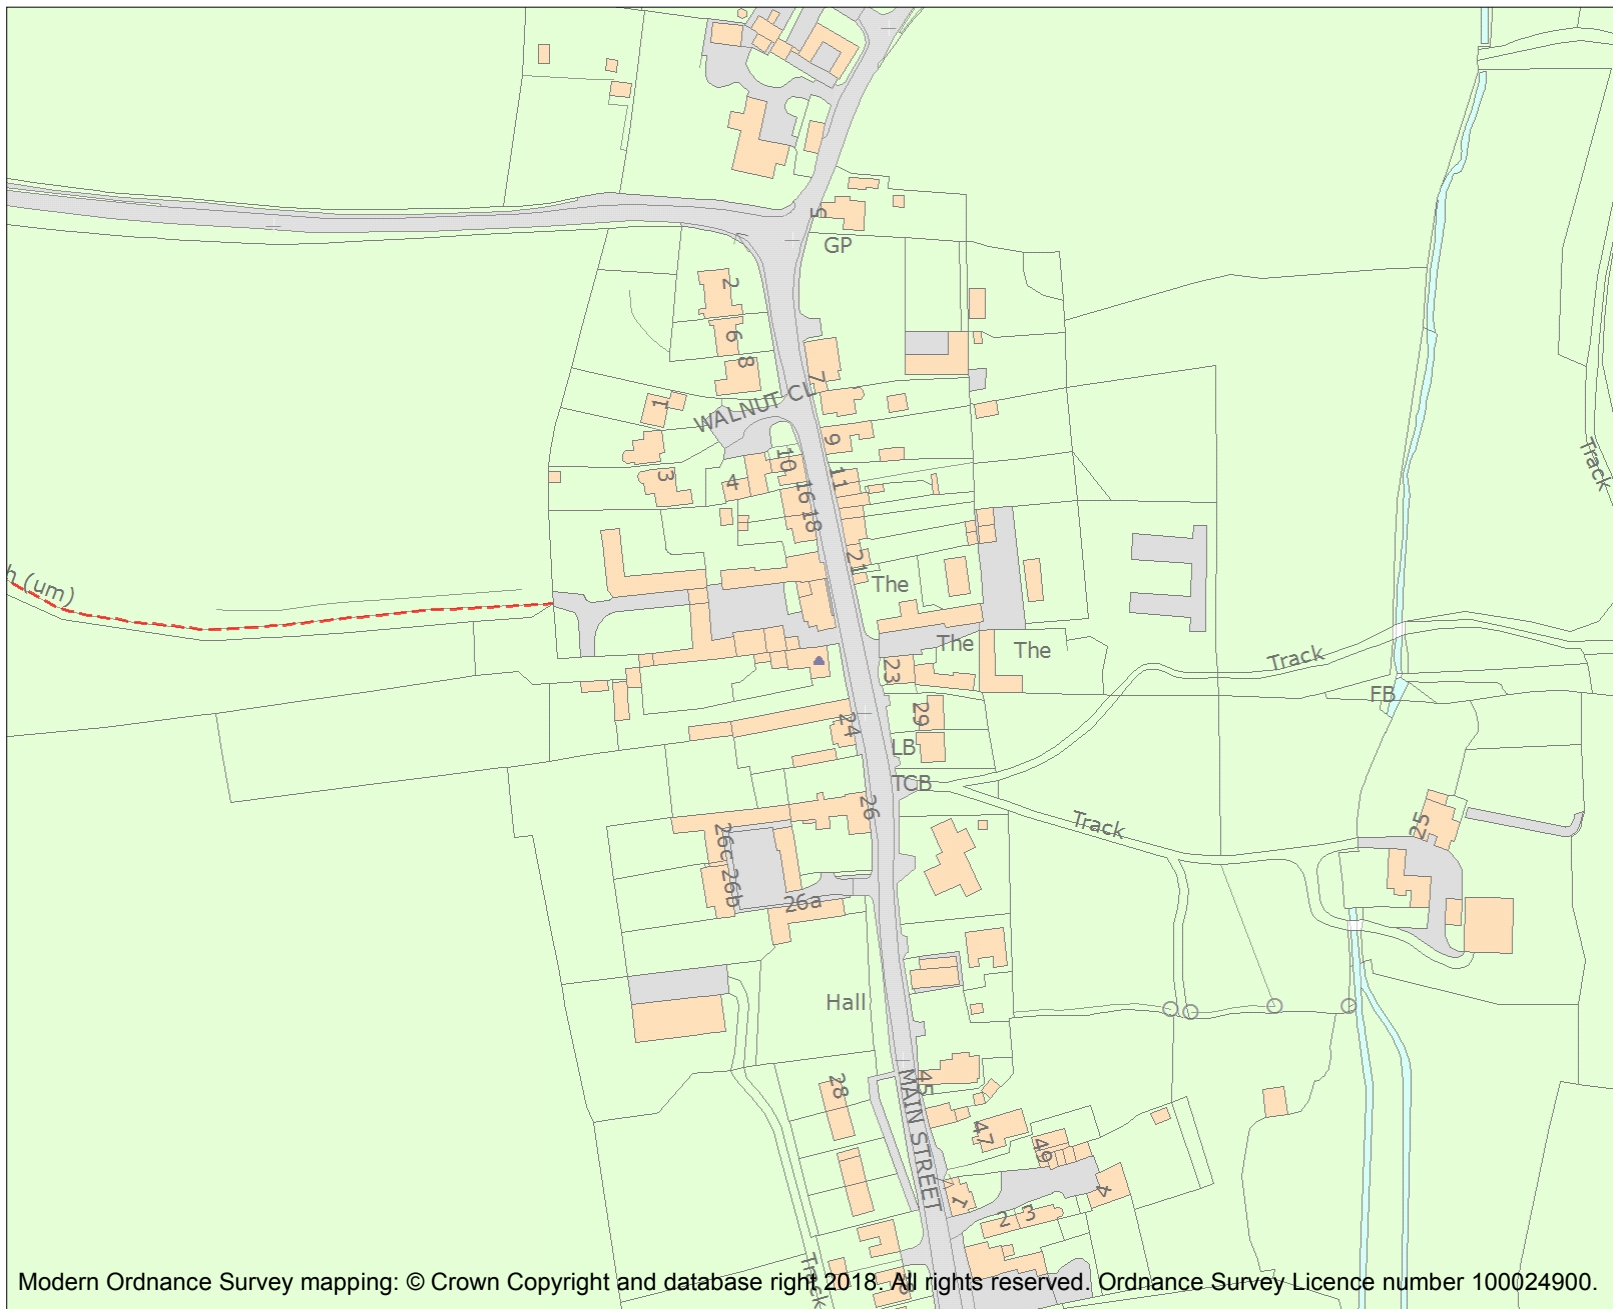 5
GP
2
6
8
7
WALNUT CL
1
9
10
11
3
4
16
18
21
The
h (um)
Track
The
The
23
Track
FB
29
24
LB
TCB
26
Track
25
26c
26b
26a
Hall
28
45
MAIN STREET
47
49
1
4
2
3
Track
Modern Ordnance Survey mapping: © Crown Copyright and database right 2018. All rights reserved. Ordnance Survey Licence number 100024900.